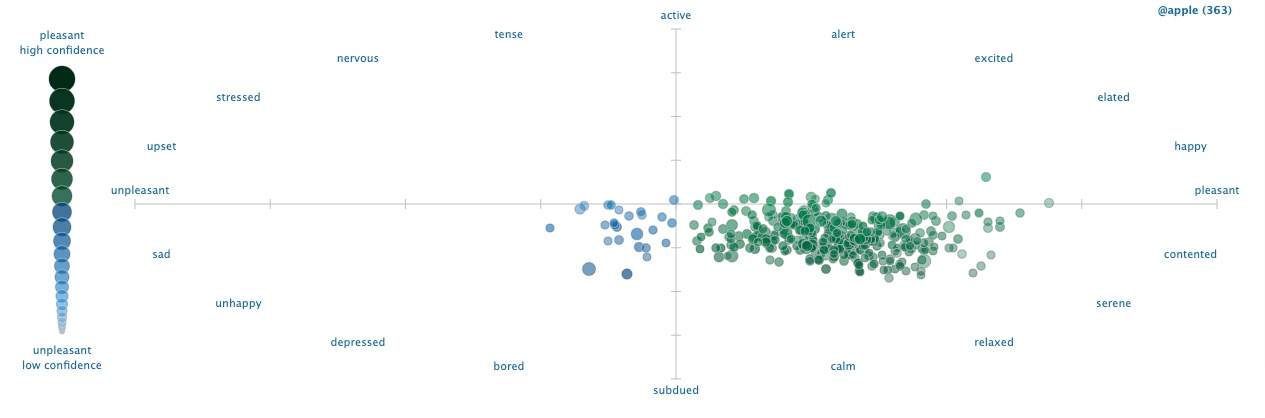 @apple (363)
active
pleasant
high confidence
tense
alert
nervous
excited
stressed
elated
upset
happy
unpleasant
pleasant
sad
contented
unhappy
serene
depressed
relaxed
unpleasant
low confidence
bored
calm
subdued